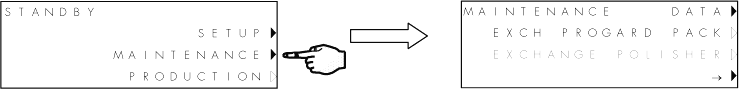 STANDBY
SETUP
MAINTENANCE
PRODUCTION
MAINTENANCE DATA
EXCH PROGARD PACK
EXCHANGE POLISHER
→